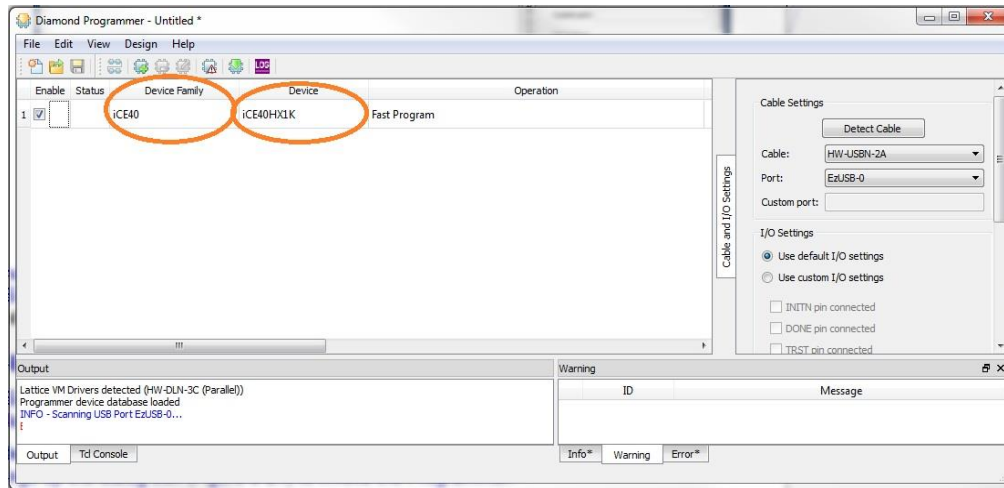 Diamond Programmer - Untitled *
File Edit View Design Help
LOG
Enable Status Device Family Device Operation
1 iCE40 iCE40HX1K Fast Program
Cable and I/O Settings
Cable Settings
Detect Cable
Cable: HW-USBN-2A
Port: EzUSB-0
Custom port:
I/O Settings
Use default I/O settings
Use custom I/O settings
INITN pin connected
DONE pin connected
TRST pin connected
Output
Lattice VM Drivers detected (HW-DLN-3C (Parallel))
Programmer device database loaded
INFO - Scanning USB Port EzUSB-0...
Output Tcl Console
Warning
ID Message
Info* Warning Error*